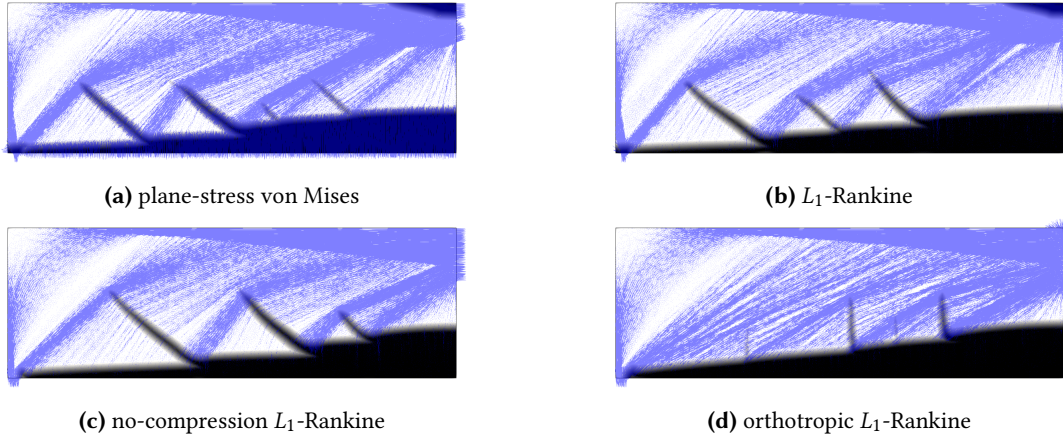 (a) plane-stress von Mises
(b) L₁-Rankine
(c) no-compression L₁-Rankine
(d) orthotropic L₁-Rankine